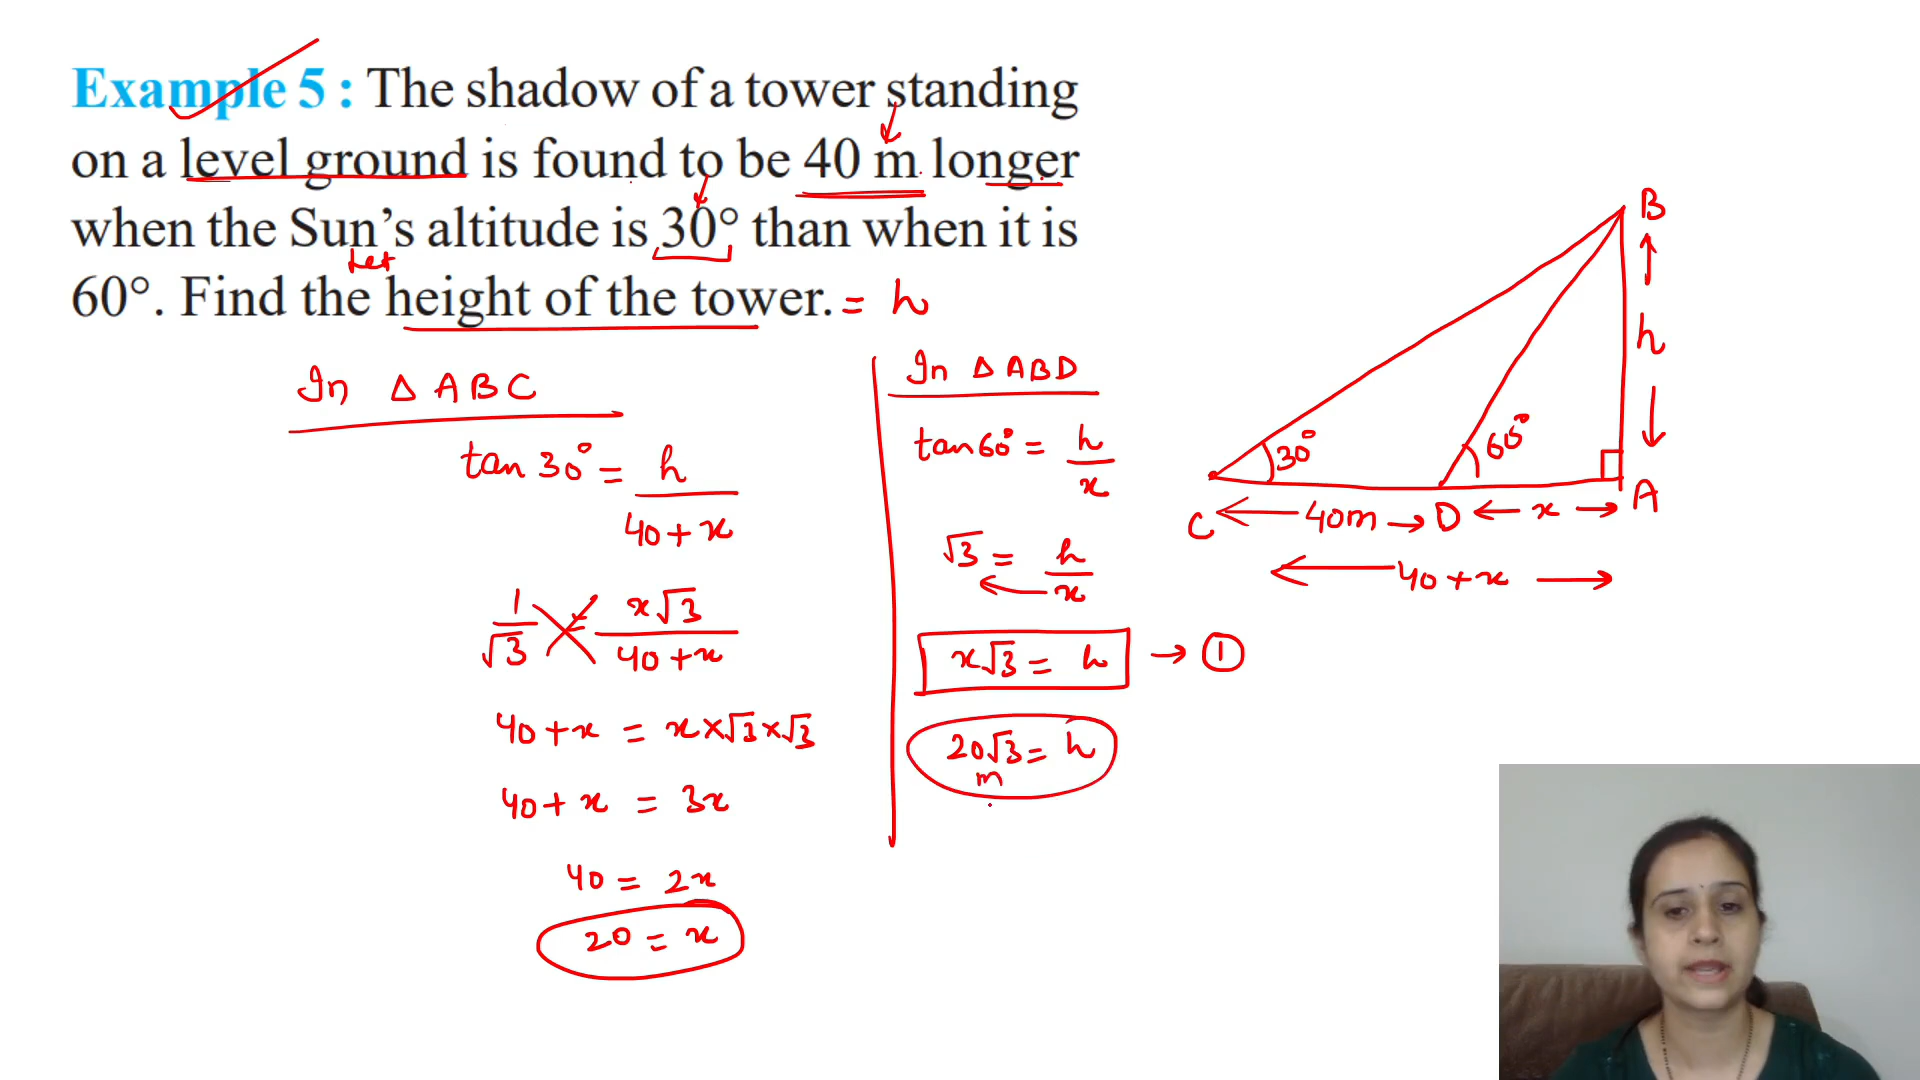 Example 5 : The shadow of a tower standing
on a level ground is found to be 40 m longer
when the Sun's altitude is 30° than when it is
Let
60°. Find the height of the tower. = h
In Δ ABC
tan 30° = h
40 + x
1/√3 = x√3/40 + x
40 + x = x × √3 × √3
40 + x = 3x
40 = 2x
20 = x
In Δ ABD
tan 60° = h/x
√3 = h/x
x√3 = h → ①
20√3 = h
m
B
h
30°
60°
A
C 40m D x
40 + x